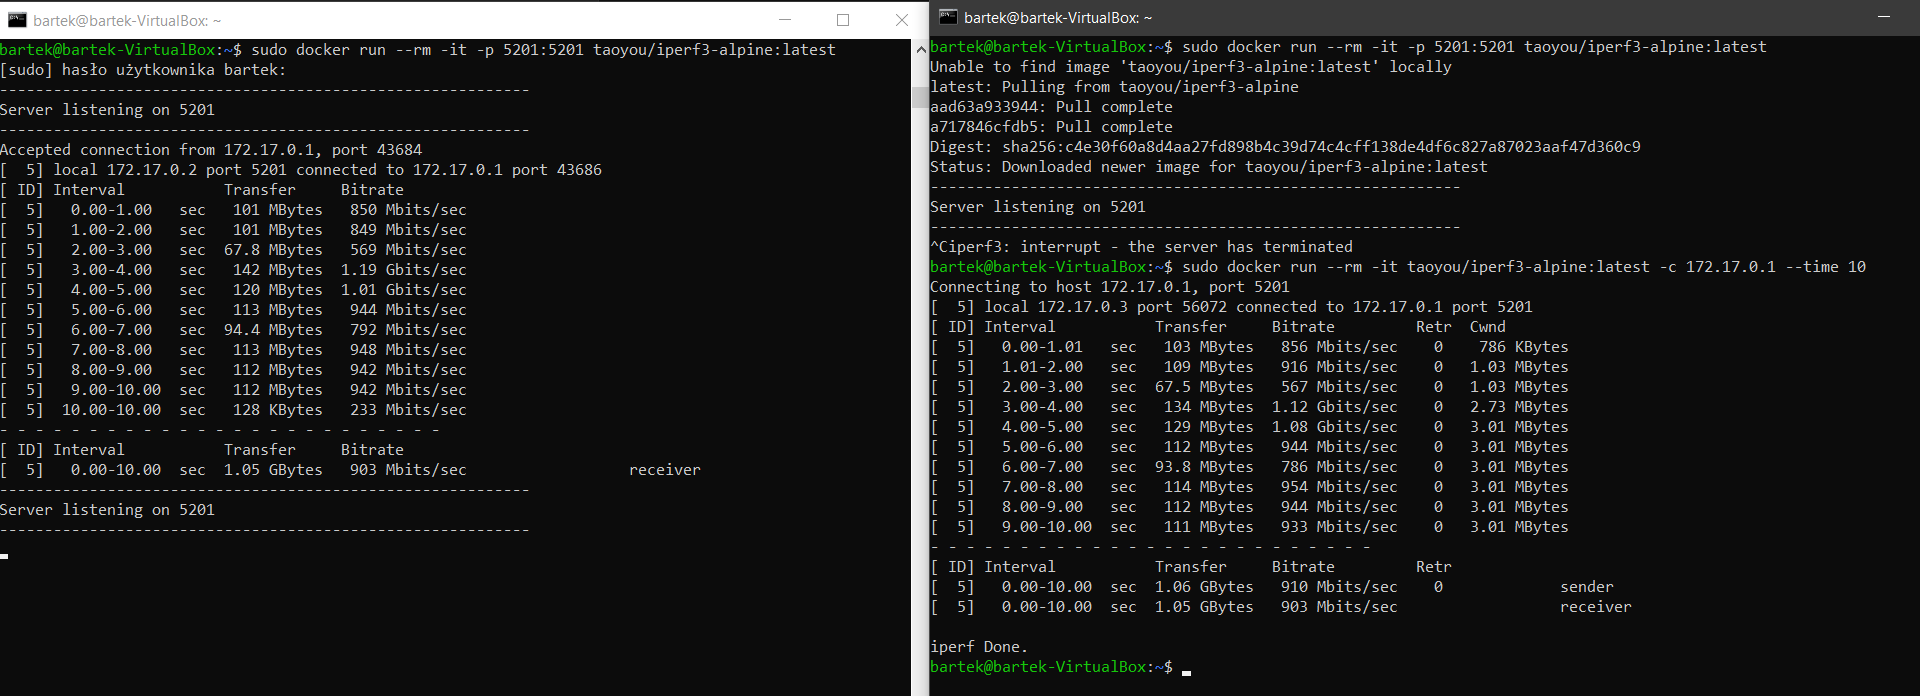 bartek@bartek-VirtualBox: ~
bartek@bartek-VirtualBox:~$ sudo docker run --rm -it -p 5201:5201 taoyou/iperf3-alpine:latest
[sudo] hasło użytkownika bartek:
-----------------------------------------------------------
Server listening on 5201
-----------------------------------------------------------
Accepted connection from 172.17.0.1, port 43684
[  5] local 172.17.0.2 port 5201 connected to 172.17.0.1 port 43686
[ ID] Interval           Transfer     Bitrate
[  5]   0.00-1.00   sec   101 MBytes   850 Mbits/sec
[  5]   1.00-2.00   sec   101 MBytes   849 Mbits/sec
[  5]   2.00-3.00   sec  67.8 MBytes   569 Mbits/sec
[  5]   3.00-4.00   sec   142 MBytes  1.19 Gbits/sec
[  5]   4.00-5.00   sec   120 MBytes  1.01 Gbits/sec
[  5]   5.00-6.00   sec   113 MBytes   944 Mbits/sec
[  5]   6.00-7.00   sec  94.4 MBytes   792 Mbits/sec
[  5]   7.00-8.00   sec   113 MBytes   948 Mbits/sec
[  5]   8.00-9.00   sec   112 MBytes   942 Mbits/sec
[  5]   9.00-10.00  sec   112 MBytes   942 Mbits/sec
[  5]  10.00-10.00  sec   128 KBytes   233 Mbits/sec
- - - - - - - - - - - - - - - - - - - - - - - - -
[ ID] Interval           Transfer     Bitrate
[  5]   0.00-10.00  sec  1.05 GBytes   903 Mbits/sec                  receiver
-----------------------------------------------------------
Server listening on 5201
-----------------------------------------------------------
bartek@bartek-VirtualBox: ~
bartek@bartek-VirtualBox:~$ sudo docker run --rm -it -p 5201:5201 taoyou/iperf3-alpine:latest
Unable to find image 'taoyou/iperf3-alpine:latest' locally
latest: Pulling from taoyou/iperf3-alpine
aad63a933944: Pull complete
a717846cfdb5: Pull complete
Digest: sha256:c4e30f60a8d4aa27fd898b4c39d74c4cff138de4df6c827a87023aaf47d360c9
Status: Downloaded newer image for taoyou/iperf3-alpine:latest
-----------------------------------------------------------
Server listening on 5201
-----------------------------------------------------------
^Ciperf3: interrupt - the server has terminated
bartek@bartek-VirtualBox:~$ sudo docker run --rm -it taoyou/iperf3-alpine:latest -c 172.17.0.1 --time 10
Connecting to host 172.17.0.1, port 5201
[  5] local 172.17.0.3 port 56072 connected to 172.17.0.1 port 5201
[ ID] Interval           Transfer     Bitrate         Retr  Cwnd
[  5]   0.00-1.01   sec   103 MBytes   856 Mbits/sec    0    786 KBytes
[  5]   1.01-2.00   sec   109 MBytes   916 Mbits/sec    0   1.03 MBytes
[  5]   2.00-3.00   sec  67.5 MBytes   567 Mbits/sec    0   1.03 MBytes
[  5]   3.00-4.00   sec   134 MBytes  1.12 Gbits/sec    0   2.73 MBytes
[  5]   4.00-5.00   sec   129 MBytes  1.08 Gbits/sec    0   3.01 MBytes
[  5]   5.00-6.00   sec   112 MBytes   944 Mbits/sec    0   3.01 MBytes
[  5]   6.00-7.00   sec  93.8 MBytes   786 Mbits/sec    0   3.01 MBytes
[  5]   7.00-8.00   sec   114 MBytes   954 Mbits/sec    0   3.01 MBytes
[  5]   8.00-9.00   sec   112 MBytes   944 Mbits/sec    0   3.01 MBytes
[  5]   9.00-10.00  sec   111 MBytes   933 Mbits/sec    0   3.01 MBytes
- - - - - - - - - - - - - - - - - - - - - - - - -
[ ID] Interval           Transfer     Bitrate         Retr
[  5]   0.00-10.00  sec  1.06 GBytes   910 Mbits/sec    0             sender
[  5]   0.00-10.00  sec  1.05 GBytes   903 Mbits/sec                  receiver
iperf Done.
bartek@bartek-VirtualBox:~$